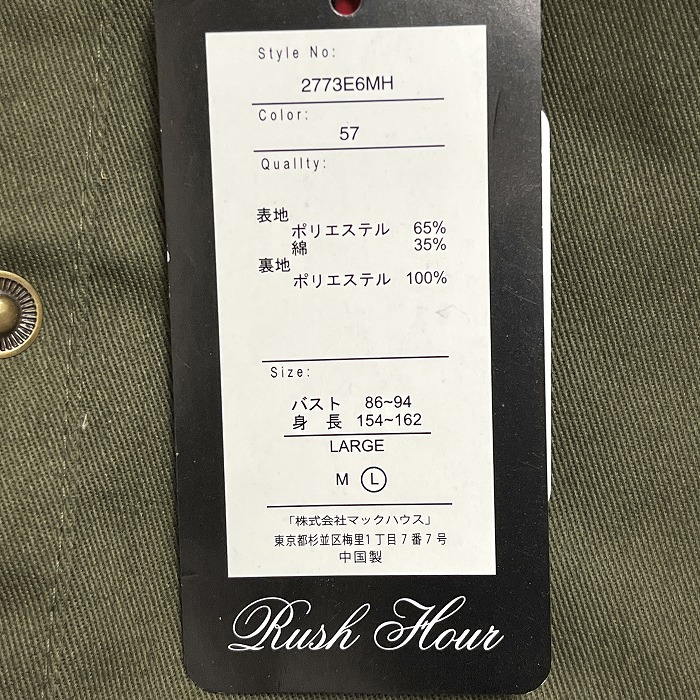 Style No:
2773E6MH
Color:
57
Quallty:
表地
ポリエステル 65%
綿 35%
裏地
ポリエステル 100%
Size:
バスト 86~94
身長 154~162
LARGE
M L
「株式会社マックハウス」
東京都杉並区梅里1丁目7番7号
中国製
Rush Hour